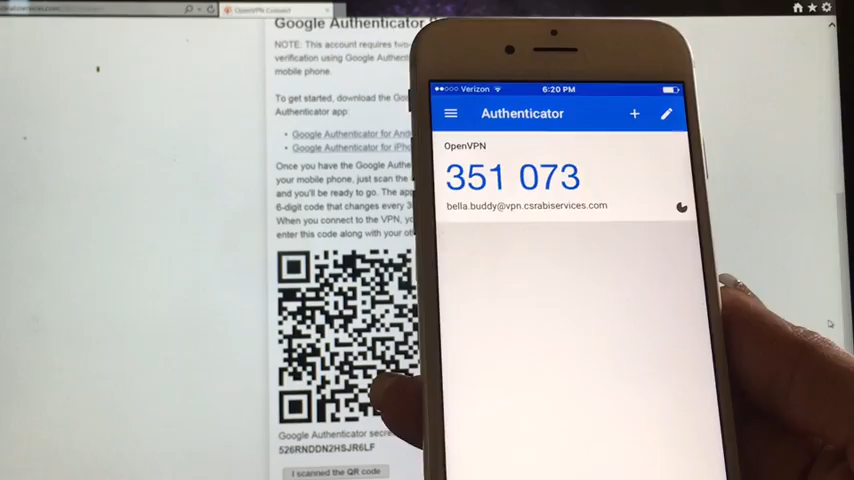 OpenVPN Connect
Google Authenticator
NOTE: This account requires two-
verification using Google Authen
mobile phone.
To get started, download the Goo
Authenticator app
Google Authenticator for And
Google Authenticator for iPho
Once you have the Google Authe
your mobile phone, just scan the
and you'll be ready to go. The app
6-digit code that changes every 3
When you connect to the VPN, yo
enter this code along with your ot
Google Authenticator secre
526RNDDN2HSJR6LF
I scanned the QR code
Verizon
6:20 PM
Authenticator
OpenVPN
351 073
bella.buddy@vpn.csrabiservices.com